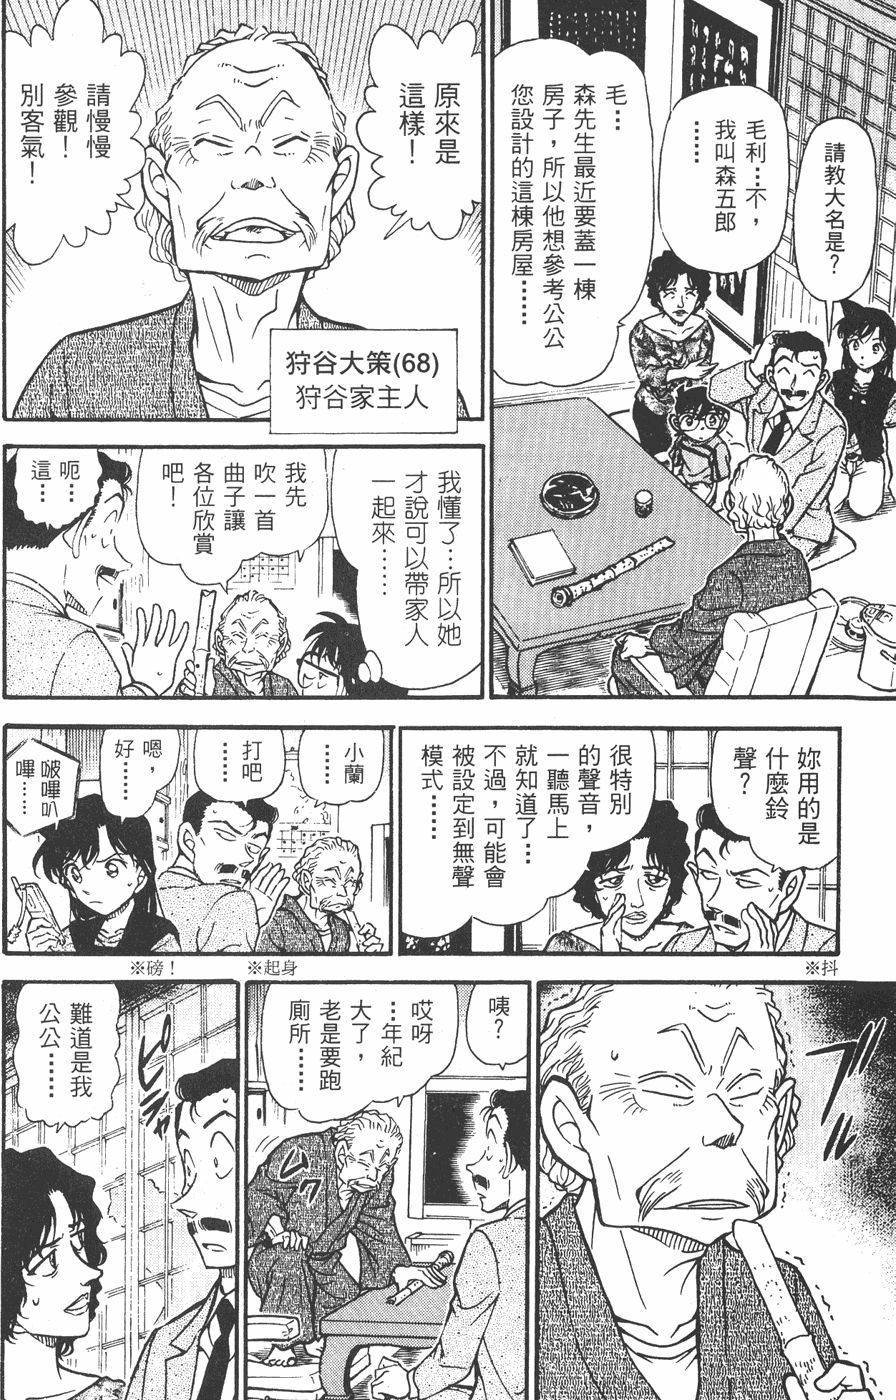 請教大名是?
毛利…不，
我叫森五郎
……
毛…
森先生最近要蓋一棟
房子，所以他想參考公公
您設計的這棟房屋……
原來是
這樣！
請慢慢
參觀！
別客氣！
狩谷大策(68)
狩谷家主人
我懂了…所以她
才說可以帶家人
一起來……
我先
吹一首
曲子讓
各位欣賞
吧！
呃…
這…
妳用的是
什麼鈴
聲?
很特別
的聲音，
一聽馬上
就知道了…
不過，可能會
被設定到無聲
模式……
小蘭
……
打吧
……
嗯，
好……
啵嗶叭
嗶……
※抖
※起身
※磅！
咦?
哎呀
…年紀
大了，
老是要跑
廁所……
ムク
ピシャ
難道是我
公公……